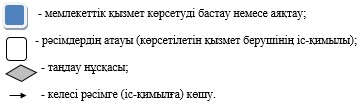 - мемлекеттік қызмет көрсетуді бастау немесе аяқтау;
- рәсімдердің атауы (көрсетілетін қызмет берушінің іс-қимылы);
- таңдау нұсқасы;
- келесі рәсімге (іс-қимылға) көшу.